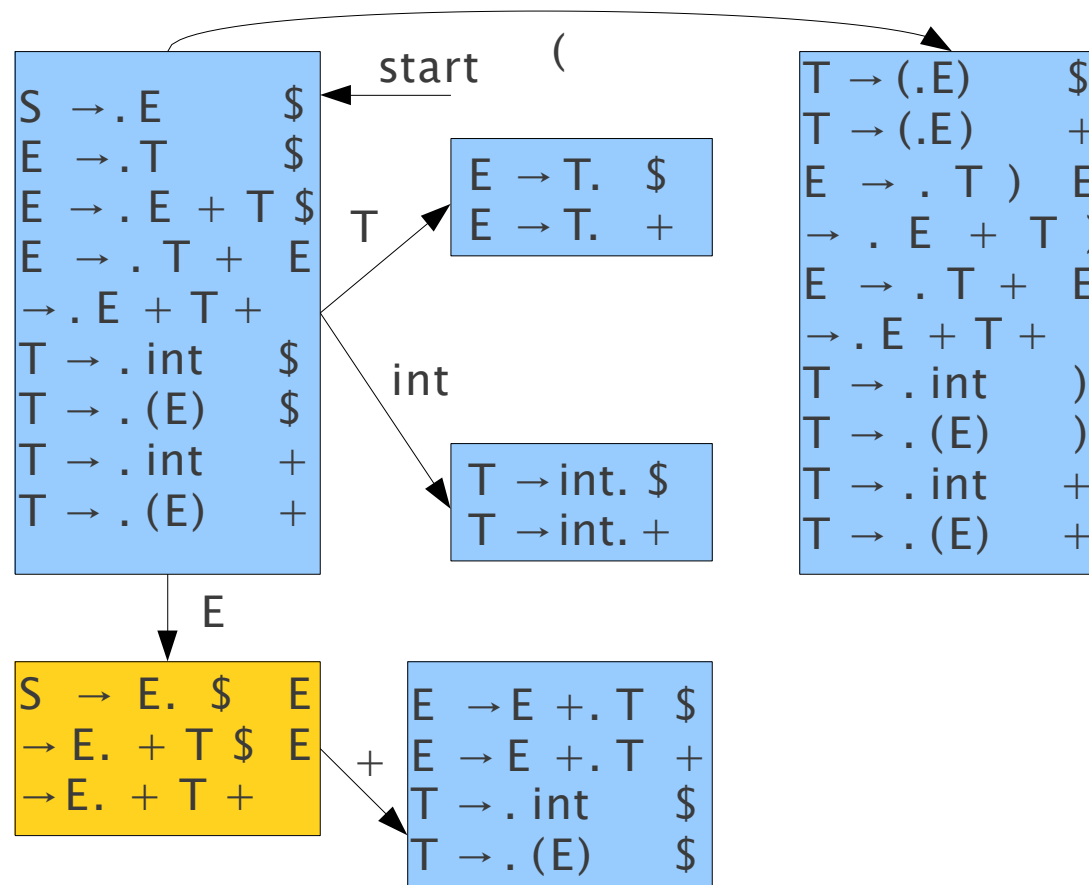 start
(
S → . E $
E → . T $
E → . E + T $
E → . T + E
→ . E + T +
T → . int $
T → . (E) $
T → . int +
T → . (E) +
T
E → T. $
E → T. +
int
T → int. $
T → int. +
T → (.E) $
T → (.E) +
E → . T ) E
→ . E + T )
E → . T + E
→ . E + T +
T → . int )
T → . (E) )
T → . int +
T → . (E) +
E
S → E. $ E
→ E. + T $ E
→ E. + T +
+
E → E +. T $
E → E +. T +
T → . int $
T → . (E) $